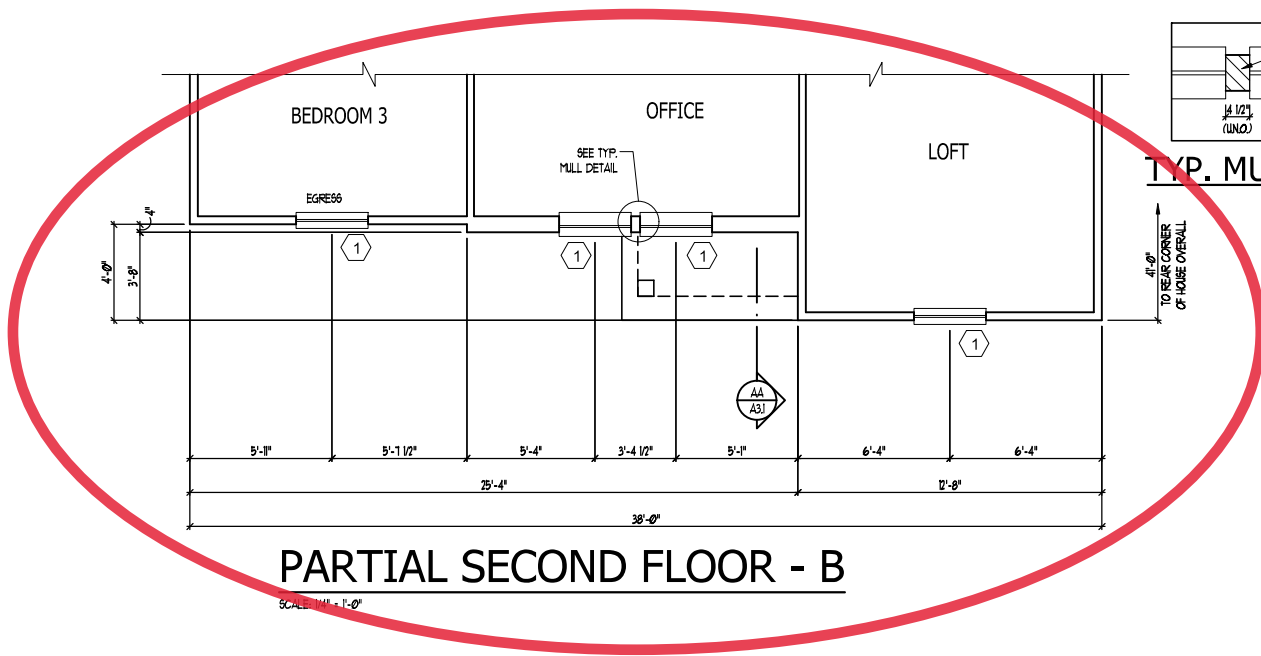 BEDROOM 3
OFFICE
LOFT
SEE TYP.
MULL DETAIL
EGRESS
4 1/2"
(U.N.O.)
TYP. MU
4"
4'-0"
3'-8"
1
1
1
1
41'-0"
TO REAR CORNER
OF HOUSE OVERALL
AA
A3.1
5'-11"
5'-7 1/2"
5'-4"
3'-4 1/2"
5'-1"
6'-4"
6'-4"
25'-4"
12'-8"
38'-0"
PARTIAL SECOND FLOOR - B
SCALE: 1/4" = 1'-0"